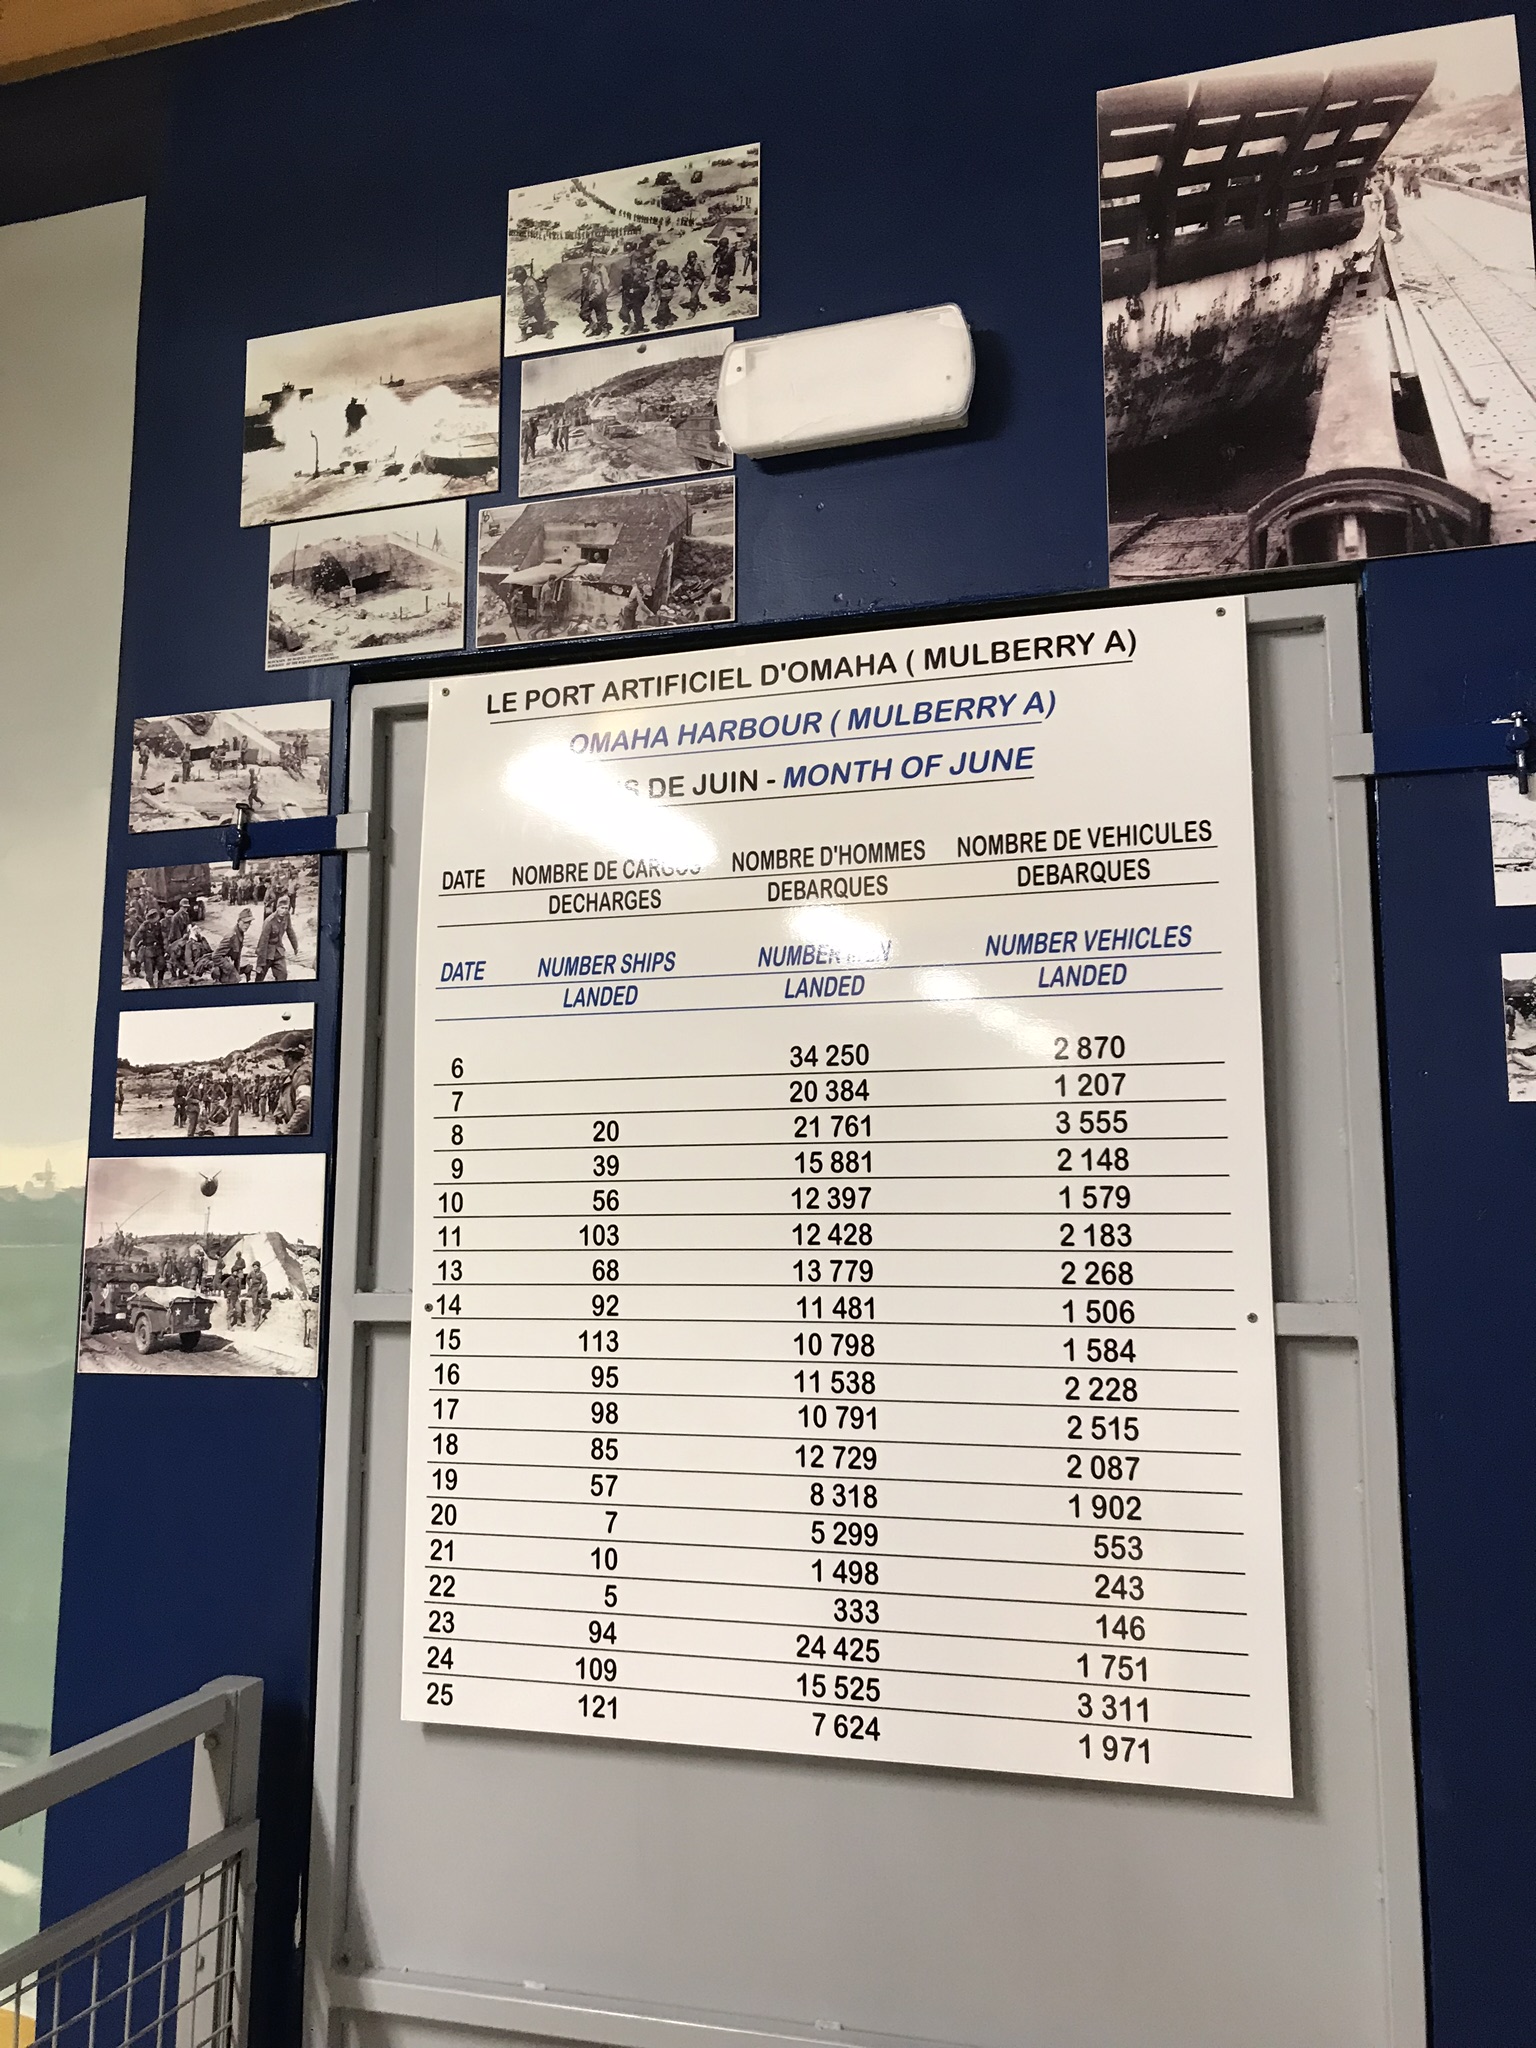 LE PORT ARTIFICIEL D'OMAHA ( MULBERRY A)
OMAHA HARBOUR ( MULBERRY A)
DE JUIN - MONTH OF JUNE
DATE NOMBRE DE CARGOS NOMBRE D'HOMMES NOMBRE DE VEHICULES
DECHARGES DEBARQUES DEBARQUES
DATE NUMBER SHIPS NUMBER MEN NUMBER VEHICLES
LANDED LANDED LANDED
6 34 250 2 870
7 20 384 1 207
8 20 21 761 3 555
9 39 15 881 2 148
10 56 12 397 1 579
11 103 12 428 2 183
13 68 13 779 2 268
14 92 11 481 1 506
15 113 10 798 1 584
16 95 11 538 2 228
17 98 10 791 2 515
18 85 12 729 2 087
19 57 8 318 1 902
20 7 5 299 553
21 10 1 498 243
22 5 333 146
23 94 24 425 1 751
24 109 15 525 3 311
25 121 7 624 1 971